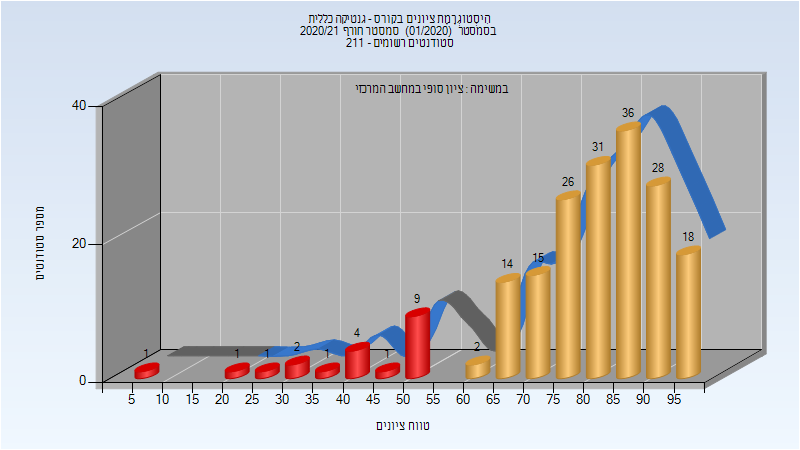 היסטוגרמת ציונים בקורס - גנטיקה כללית
בסמסטר (01/2020) סמסטר חורף 2020/21
סטודנטים רשומים - 211
במשימה : ציון סופי במחשב המרכזי
מספר סטודנטים
40
20
0
1
1
1
2
1
4
1
9
2
14
15
26
31
36
28
18
5 10 15 20 25 30 35 40 45 50 55 60 65 70 75 80 85 90 95
טווח ציונים